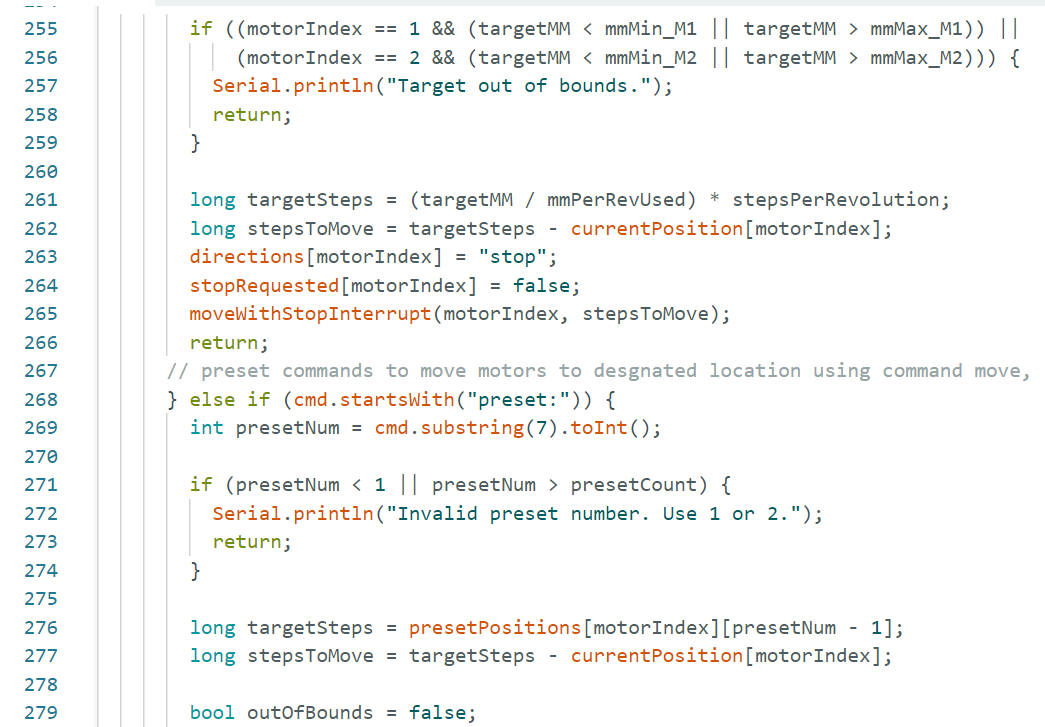 255 if ((motorIndex == 1 && (targetMM < mmMin_M1 || targetMM > mmMax_M1)) ||
256 (motorIndex == 2 && (targetMM < mmMin_M2 || targetMM > mmMax_M2))) {
257 Serial.println("Target out of bounds.");
258 return;
259 }
260
261 long targetSteps = (targetMM / mmPerRevUsed) * stepsPerRevolution;
262 long stepsToMove = targetSteps - currentPosition[motorIndex];
263 directions[motorIndex] = "stop";
264 stopRequested[motorIndex] = false;
265 moveWithStopInterrupt(motorIndex, stepsToMove);
266 return;
267 // preset commands to move motors to desgnated location using command move,
268 } else if (cmd.startsWith("preset:")) {
269 int presetNum = cmd.substring(7).toInt();
270
271 if (presetNum < 1 || presetNum > presetCount) {
272 Serial.println("Invalid preset number. Use 1 or 2.");
273 return;
274 }
275
276 long targetSteps = presetPositions[motorIndex][presetNum - 1];
277 long stepsToMove = targetSteps - currentPosition[motorIndex];
278
279 bool outOfBounds = false;